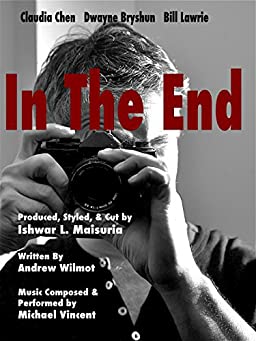 Claudia Chen Dwayne Bryshun Bill Lawrie
In The End
Produced, Styled, & Cut by
Ishwar L. Maisuria
Written By
Andrew Wilmot
Music Composed &
Performed by
Michael Vincent